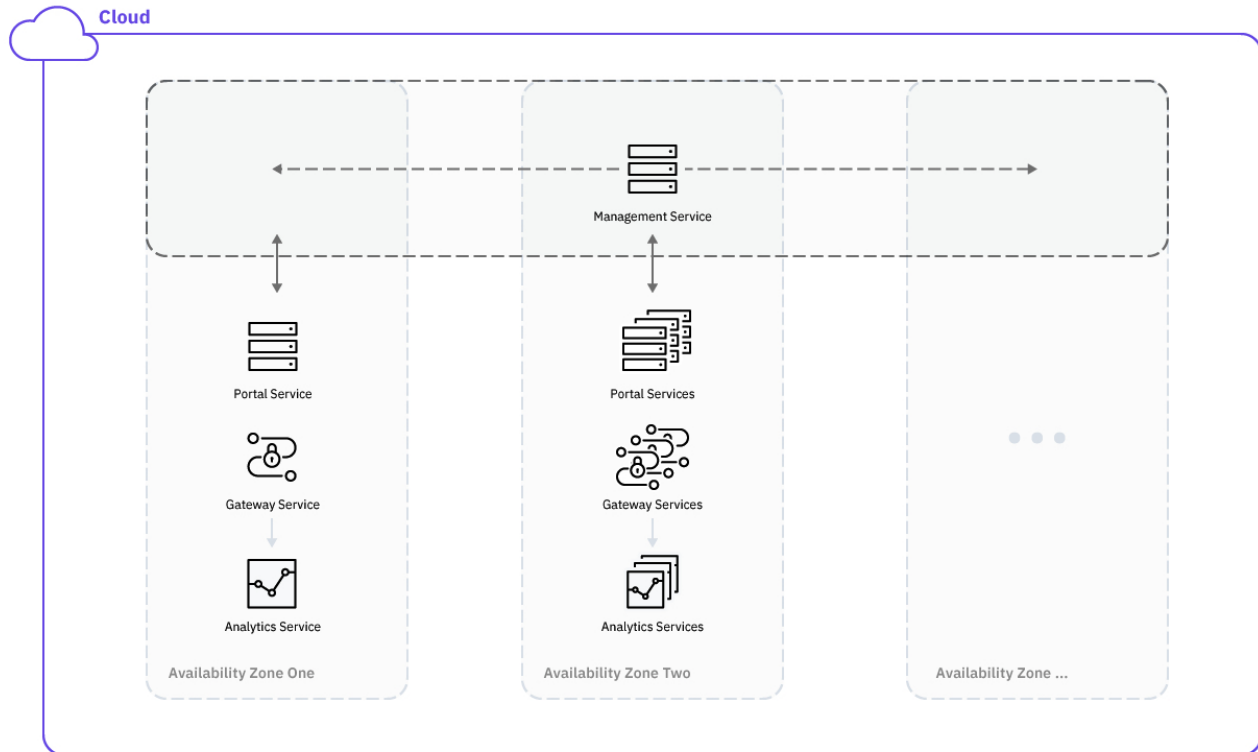 Cloud
Management Service
Portal Service
Portal Services
Gateway Service
Gateway Services
Analytics Service
Analytics Services
Availability Zone One
Availability Zone Two
Availability Zone ...